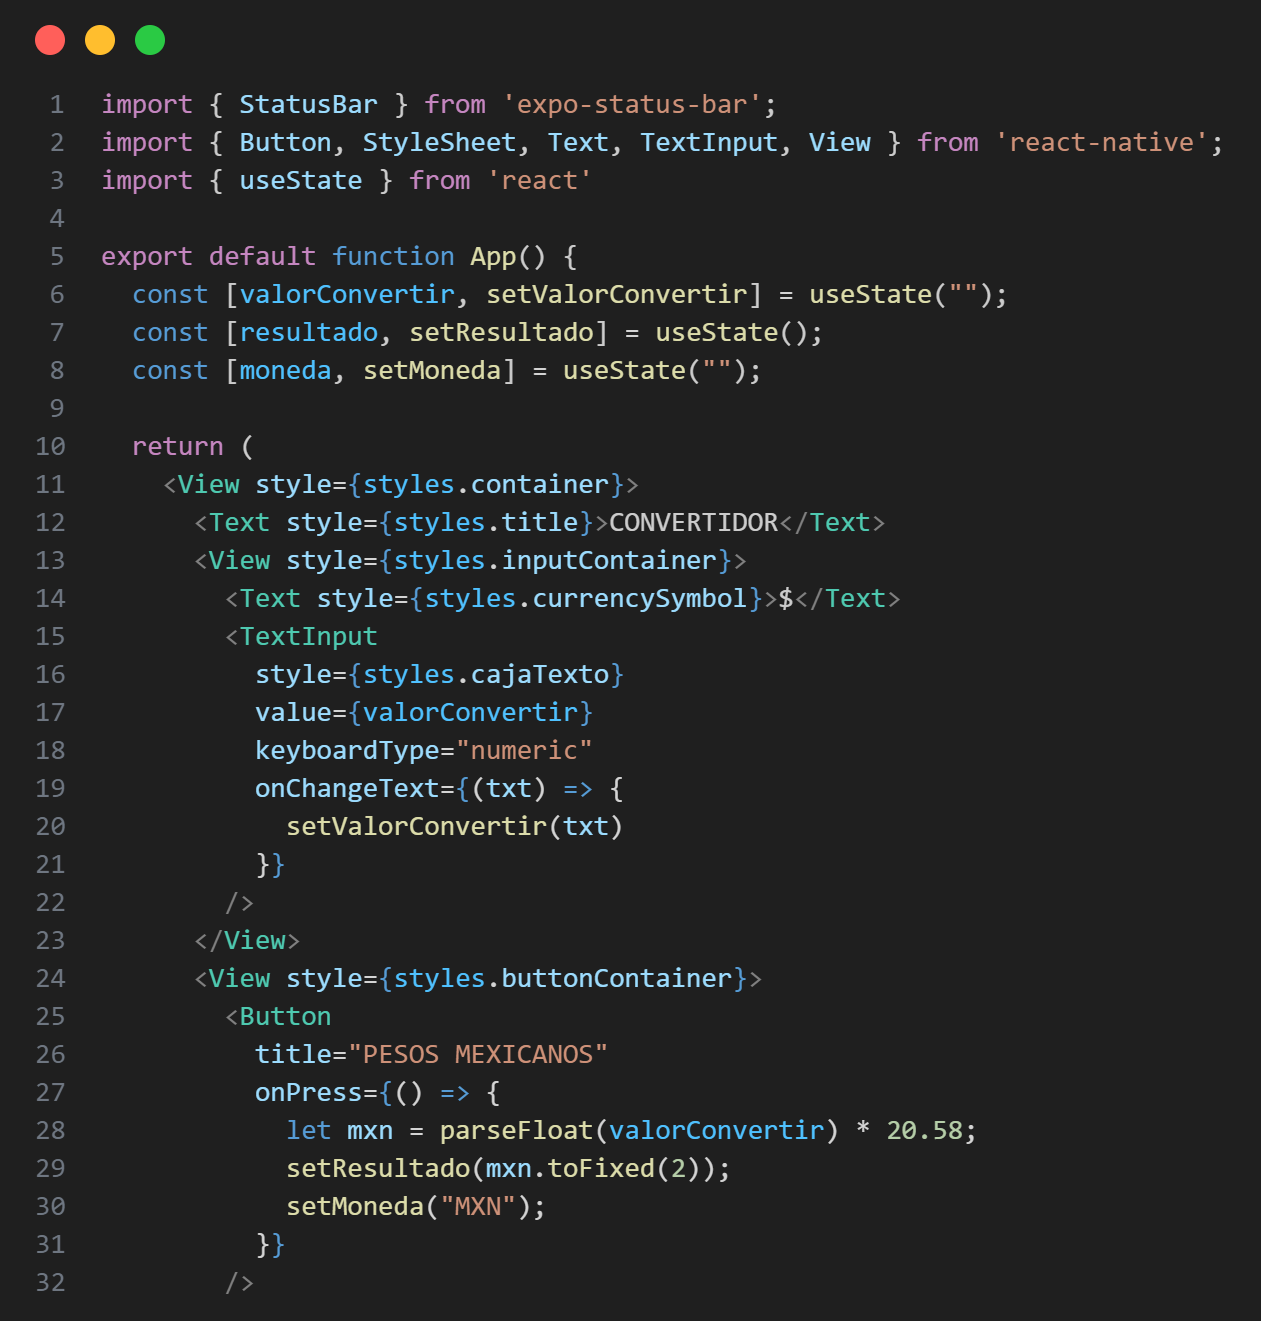 1 import { StatusBar } from 'expo-status-bar';
2 import { Button, StyleSheet, Text, TextInput, View } from 'react-native';
3 import { useState } from 'react'
4
5 export default function App() {
6   const [valorConvertir, setValorConvertir] = useState("");
7   const [resultado, setResultado] = useState();
8   const [moneda, setMoneda] = useState("");
9
10   return (
11     <View style={styles.container}>
12       <Text style={styles.title}>CONVERTIDOR</Text>
13       <View style={styles.inputContainer}>
14         <Text style={styles.currencySymbol}>$</Text>
15         <TextInput
16           style={styles.cajaTexto}
17           value={valorConvertir}
18           keyboardType="numeric"
19           onChangeText={(txt) => {
20             setValorConvertir(txt)
21           }}
22         />
23       </View>
24       <View style={styles.buttonContainer}>
25         <Button
26           title="PESOS MEXICANOS"
27           onPress={() => {
28             let mxn = parseFloat(valorConvertir) * 20.58;
29             setResultado(mxn.toFixed(2));
30             setMoneda("MXN");
31           }}
32         />